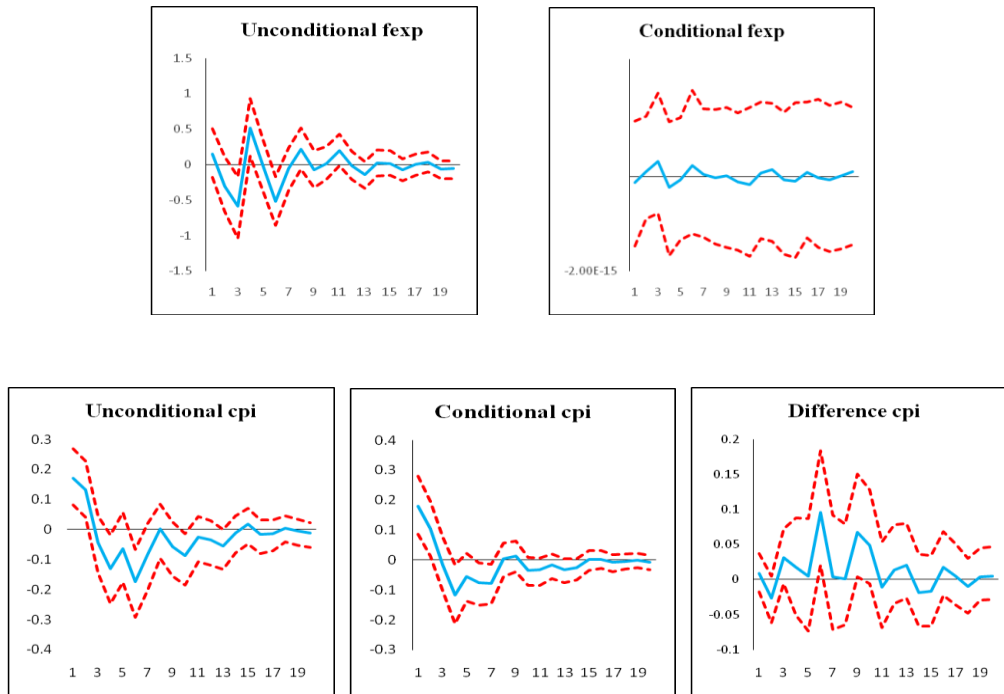 Unconditional fexp
1.5
1
0.5
0
-0.5
-1
-1.5
1 3 5 7 9 11 13 15 17 19
Conditional fexp
-2.00E-15
1 3 5 7 9 11 13 15 17 19
Unconditional cpi
0.3
0.2
0.1
0
-0.1
-0.2
-0.3
-0.4
1 3 5 7 9 11 13 15 17 19
Conditional cpi
0.4
0.3
0.2
0.1
0
-0.1
-0.2
-0.3
1 3 5 7 9 11 13 15 17 19
Difference cpi
0.2
0.15
0.1
0.05
0
-0.05
-0.1
1 3 5 7 9 11 13 15 17 19